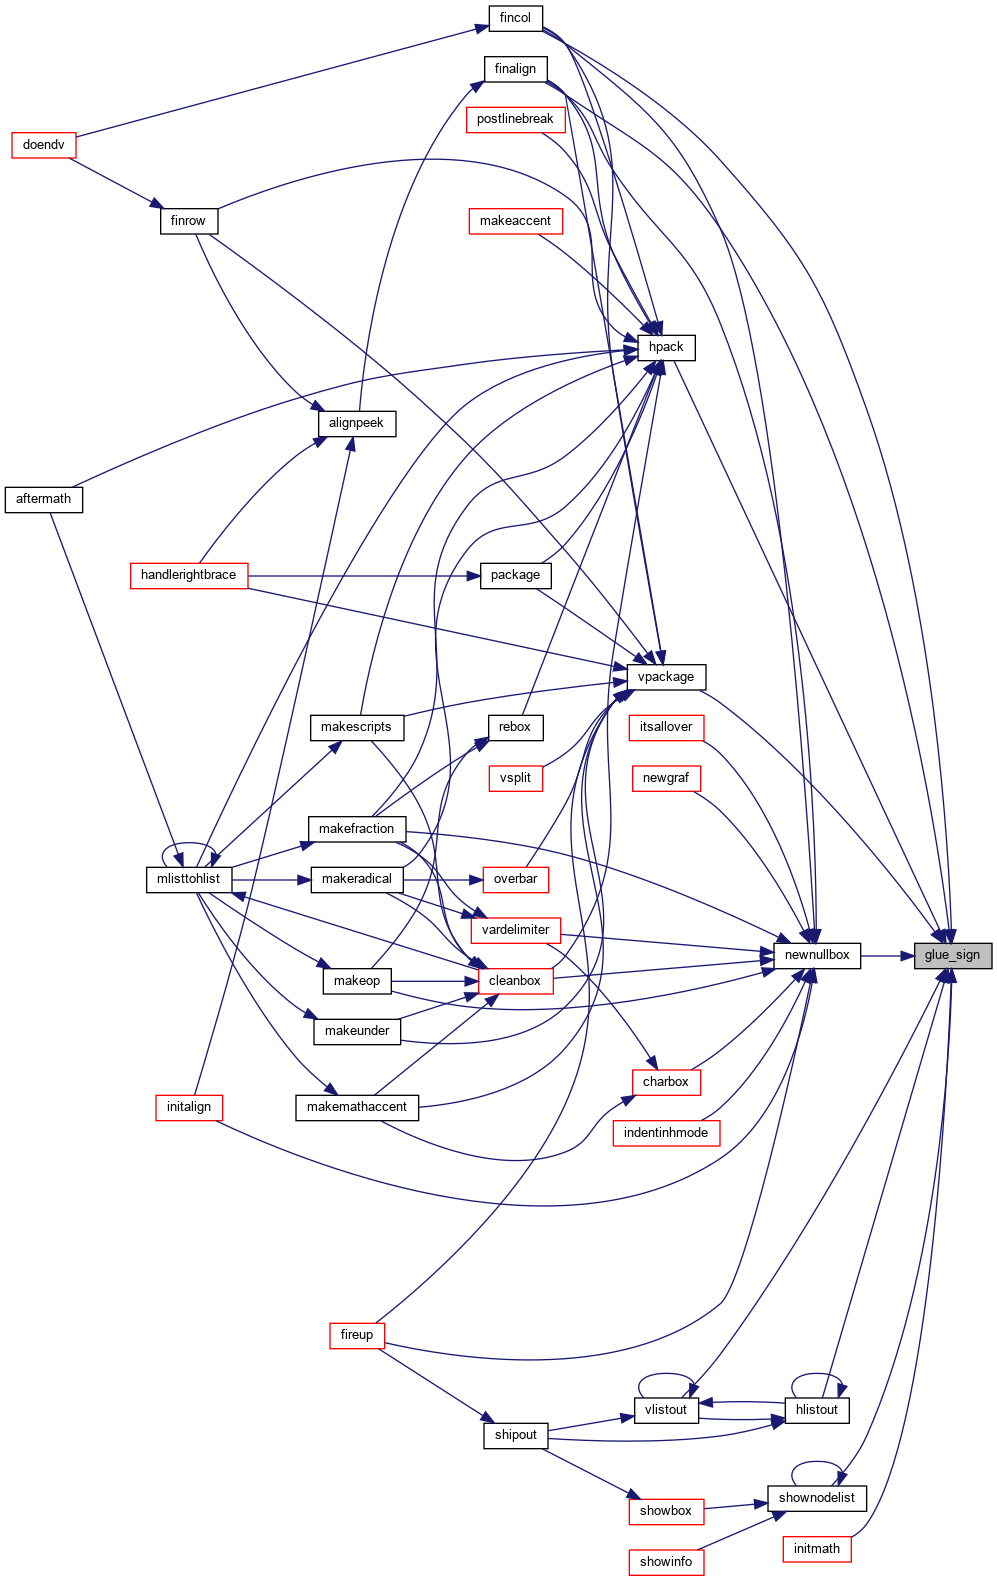 fincol
finalign
postlinebreak
doendv
makeaccent
finrow
hpack
alignpeek
aftermath
handlerightbrace
package
vpackage
makescripts
rebox
itsallover
vsplit
newgraf
makefraction
mlisttohlist
makeradical
overbar
vardelimiter
newnullbox
glue_sign
makeop
cleanbox
makeunder
charbox
initalign
makemathaccent
indentinhmode
fireup
vlistout
hlistout
shipout
shownodelist
showbox
initmath
showinfo